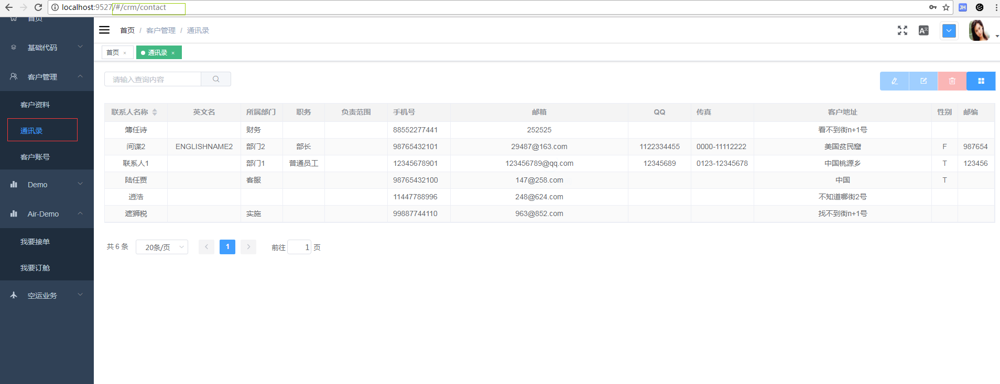 localhost:9527/#/crm/contact
JH
首页
基础代码
客户管理
客户资料
通讯录
客户账号
Demo
Air-Demo
我要接单
我要订舱
空运业务
首页 / 客户管理 / 通讯录
首页 ×
通讯录 ×
请输入查询内容
联系人名称 英文名 所属部门 职务 负责范围 手机号 邮箱 QQ 传真 客户地址 性别 邮编
簿任诗 财务 88552277441 252525 看不到街n+1号
间谍2 ENGLISHNAME2 部门2 部长 98765432101 29487@163.com 1122334455 0000-11112222 美国贫民窟 F 987654
联系人1 部门1 普通员工 12345678901 123456789@qq.com 12345689 0123-12345678 中国桃源乡 T 123456
陆任贾 客服 98765432100 147@258.com 中国 T
逍浩 11447788996 248@624.com 不知道哪街2号
遮狮税 实施 99887744110 963@852.com 找不到街n+1号
共 6 条 20条/页 1 前往 1 页